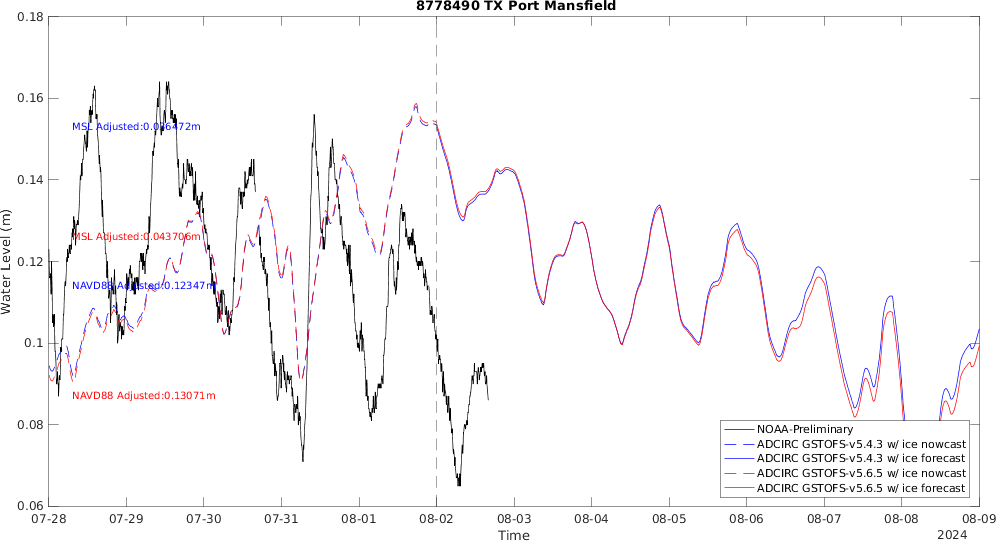 8778490 TX Port Mansfield
0.18
0.16
0.14
0.12
0.1
0.08
0.06
Water Level (m)
MSL Adjusted:0.036472m
MSL Adjusted:0.043706m
NAVD88 Adjusted:0.12347m
NAVD88 Adjusted:0.13071m
NOAA-Preliminary
ADCIRC GSTOFS-v5.4.3 w/ ice nowcast
ADCIRC GSTOFS-v5.4.3 w/ ice forecast
ADCIRC GSTOFS-v5.6.5 w/ ice nowcast
ADCIRC GSTOFS-v5.6.5 w/ ice forecast
07-28 07-29 07-30 07-31 08-01 08-02 08-03 08-04 08-05 08-06 08-07 08-08 08-09
Time
2024